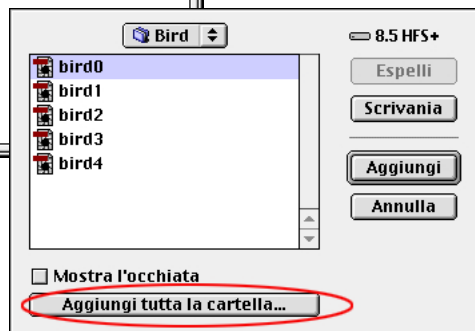 Bird
8.5 HFS+
bird0
bird1
bird2
bird3
bird4
Espelli
Scrivania
Aggiungi
Annulla
Mostra l'occhiata
Aggiungi tutta la cartella...